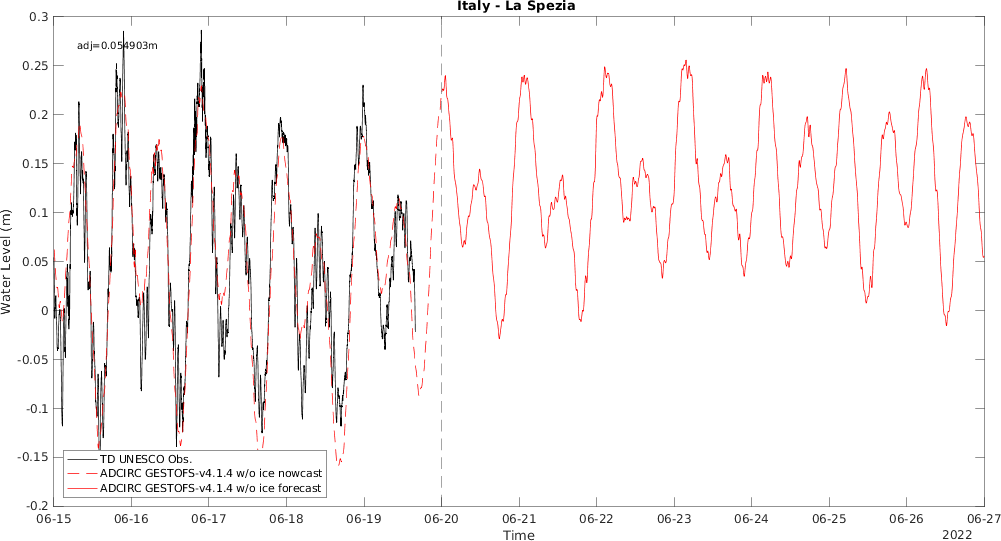 Italy - La Spezia
adj=0.054903m
Water Level (m)
0.3
0.25
0.2
0.15
0.1
0.05
0
-0.05
-0.1
-0.15
-0.2
TD UNESCO Obs.
ADCIRC GESTOFS-v4.1.4 w/o ice nowcast
ADCIRC GESTOFS-v4.1.4 w/o ice forecast
06-15 06-16 06-17 06-18 06-19 06-20 06-21 06-22 06-23 06-24 06-25 06-26 06-27
Time
2022